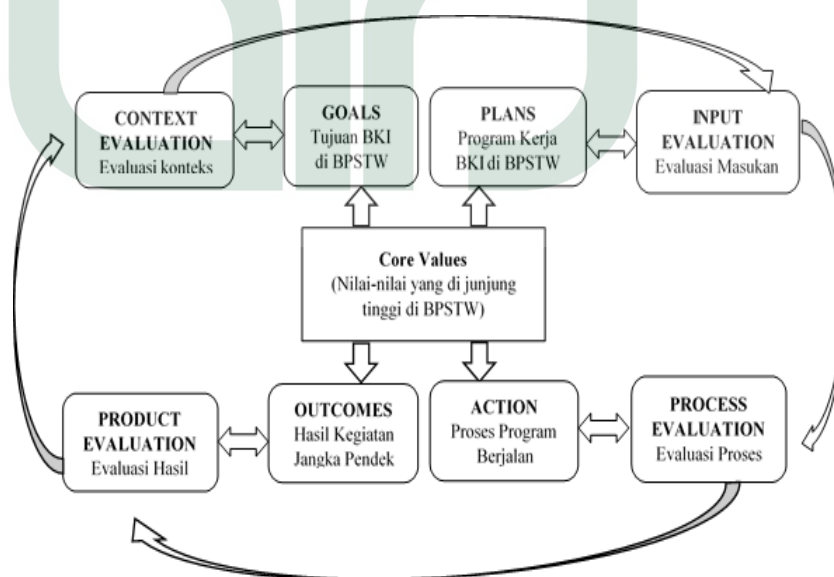 CONTEXT
EVALUATION
Evaluasi konteks
GOALS
Tujuan BKI
di BPSTW
PLANS
Program Kerja
BKI di BPSTW
INPUT
EVALUATION
Evaluasi Masukan
Core Values
(Nilai-nilai yang di junjung
tinggi di BPSTW)
PRODUCT
EVALUATION
Evaluasi Hasil
OUTCOMES
Hasil Kegiatan
Jangka Pendek
ACTION
Proses Program
Berjalan
PROCESS
EVALUATION
Evaluasi Proses